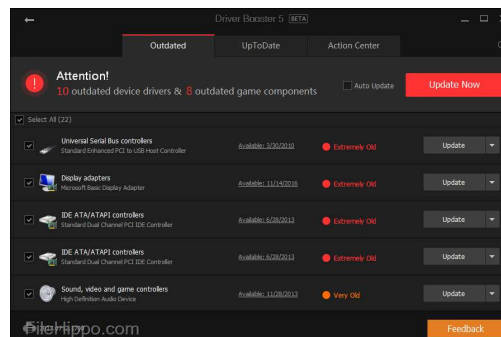 Driver Booster 5 BETA
Outdated UpToDate Action Center
Attention!
10 outdated device drivers & 8 outdated game components
Auto Update
Update Now
Select All (22)
Universal Serial Bus controllers
Standard Enhanced PCI to USB Host Controller
Available: 3/30/2010
Extremely Old
Update
Display adapters
Microsoft Basic Display Adapter
Available: 11/14/2016
Extremely Old
Update
IDE ATA/ATAPI controllers
Standard Dual Channel PCI IDE Controller
Available: 6/28/2013
Extremely Old
Update
IDE ATA/ATAPI controllers
Standard Dual Channel PCI IDE Controller
Available: 6/28/2013
Extremely Old
Update
Sound, video and game controllers
High Definition Audio Device
Available: 11/28/2013
Very Old
Update
FileHippo.com
Feedback